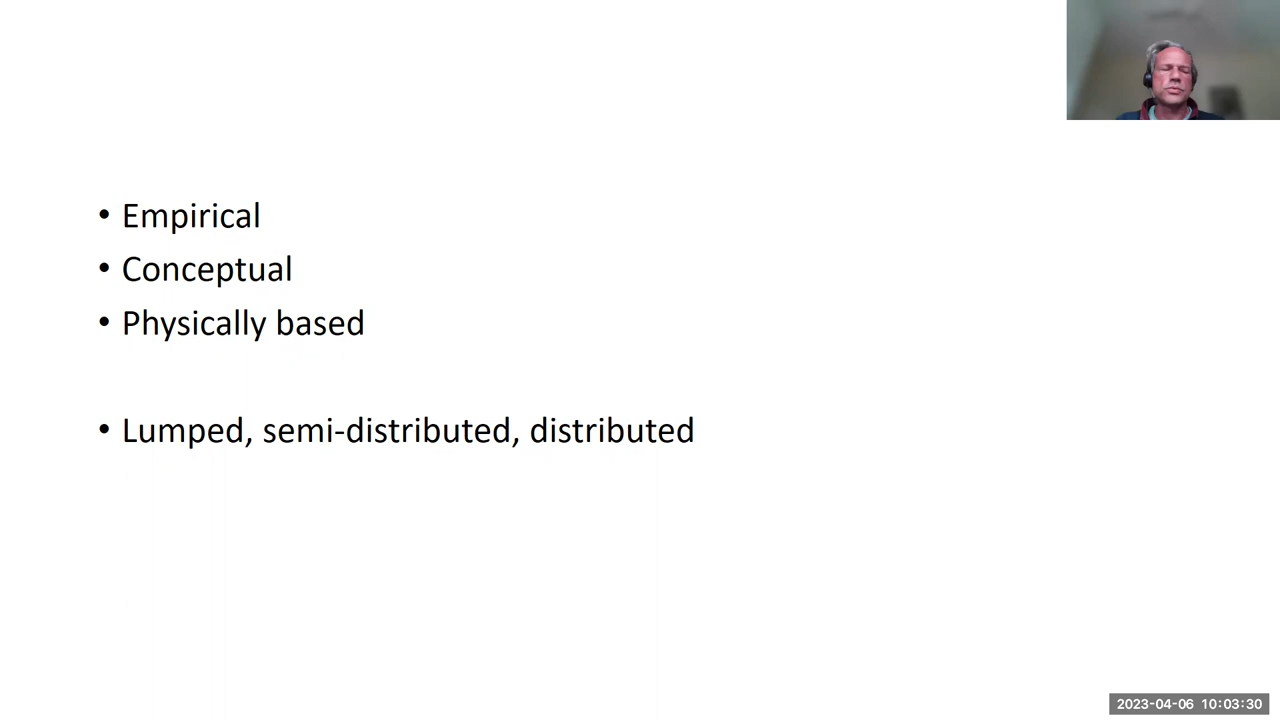 • Empirical
• Conceptual
• Physically based
• Lumped, semi-distributed, distributed
2023-04-06 10:03:30